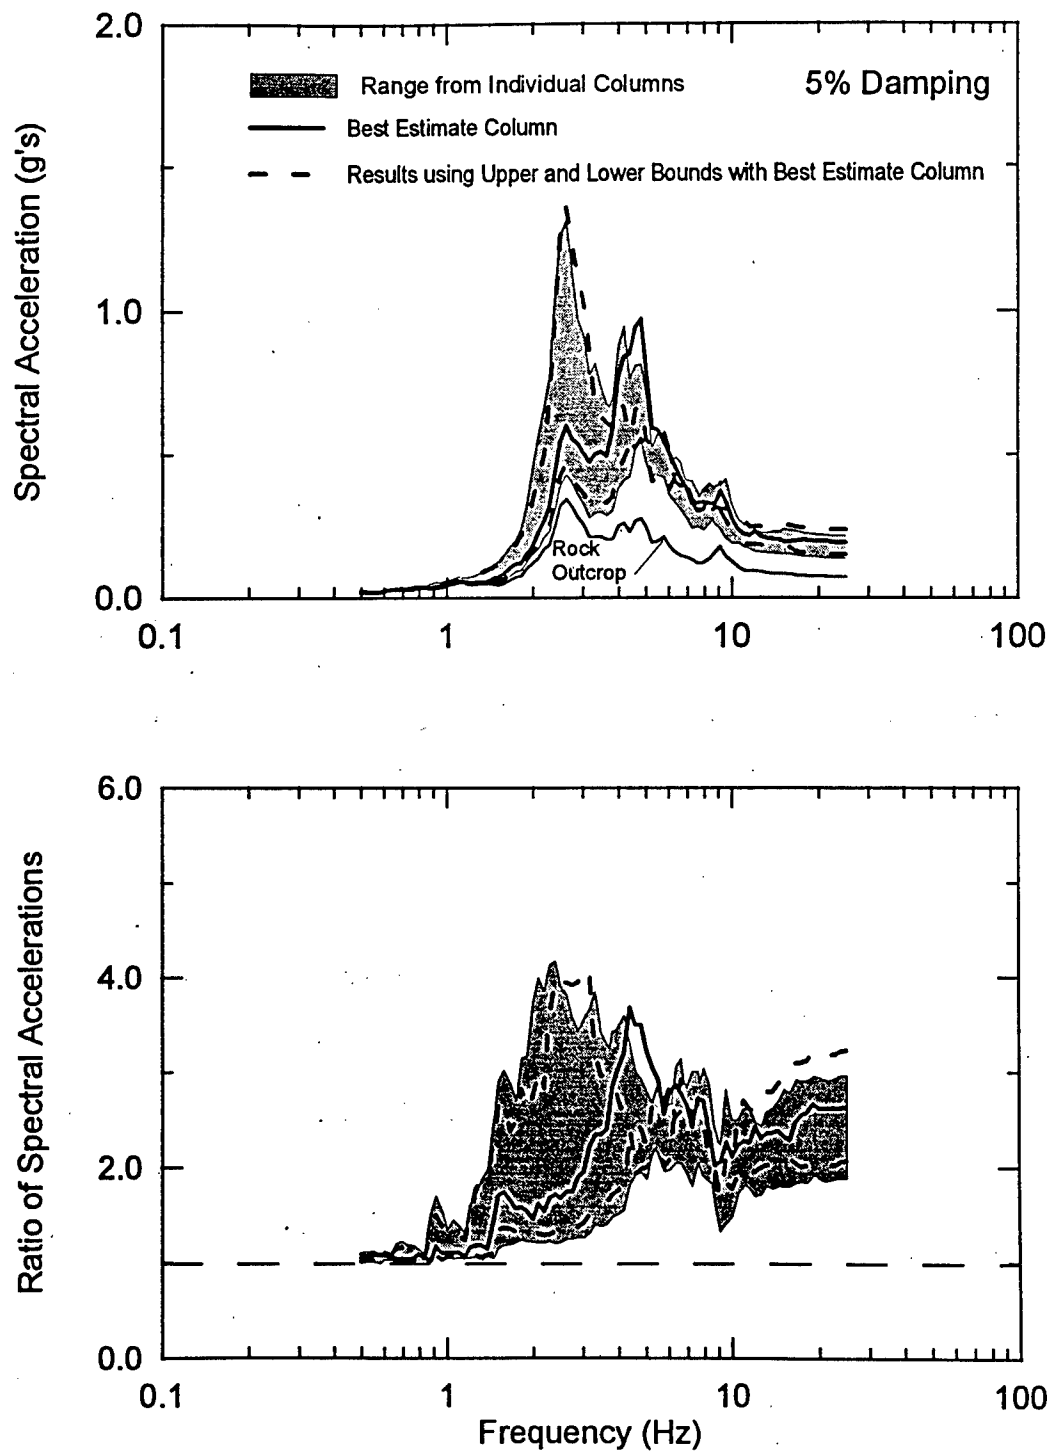 2.0
Range from Individual Columns
5% Damping
Best Estimate Column
Results using Upper and Lower Bounds with Best Estimate Column
Spectral Acceleration (g's)
1.0
Rock
Outcrop
0.0
0.1
1
10
100
6.0
4.0
Ratio of Spectral Accelerations
2.0
0.0
0.1
1
10
100
Frequency (Hz)